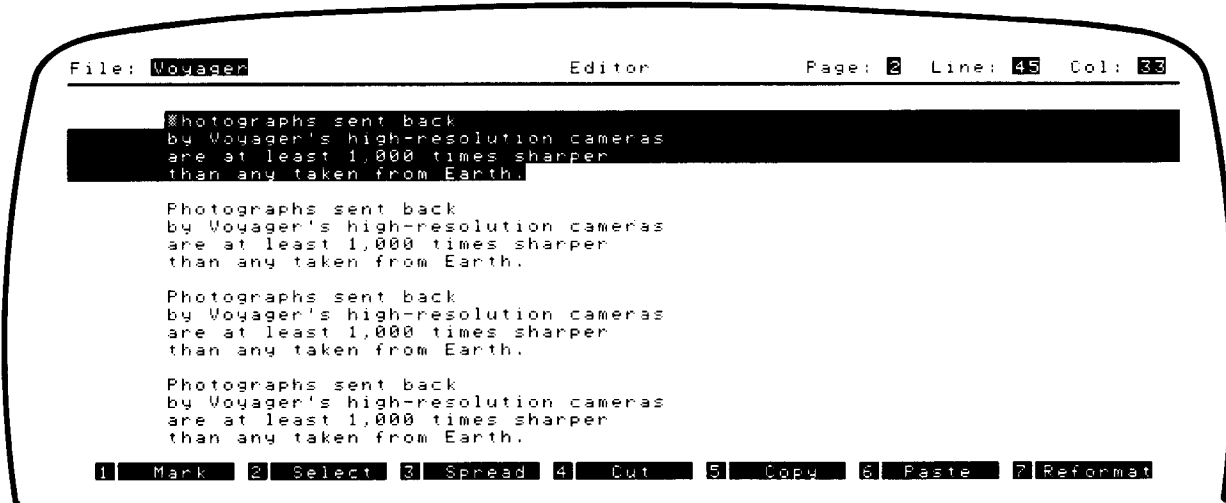 File: Voyager Editor Page: 2 Line: 45 Col: 33
Photographs sent back
by Voyager's high-resolution cameras
are at least 1,000 times sharper
than any taken from Earth.
Photographs sent back
by Voyager's high-resolution cameras
are at least 1,000 times sharper
than any taken from Earth.
Photographs sent back
by Voyager's high-resolution cameras
are at least 1,000 times sharper
than any taken from Earth.
Photographs sent back
by Voyager's high-resolution cameras
are at least 1,000 times sharper
than any taken from Earth.
1 Mark 2 Select 3 Spread 4 Cut 5 Copy 6 Paste 7 Reformat